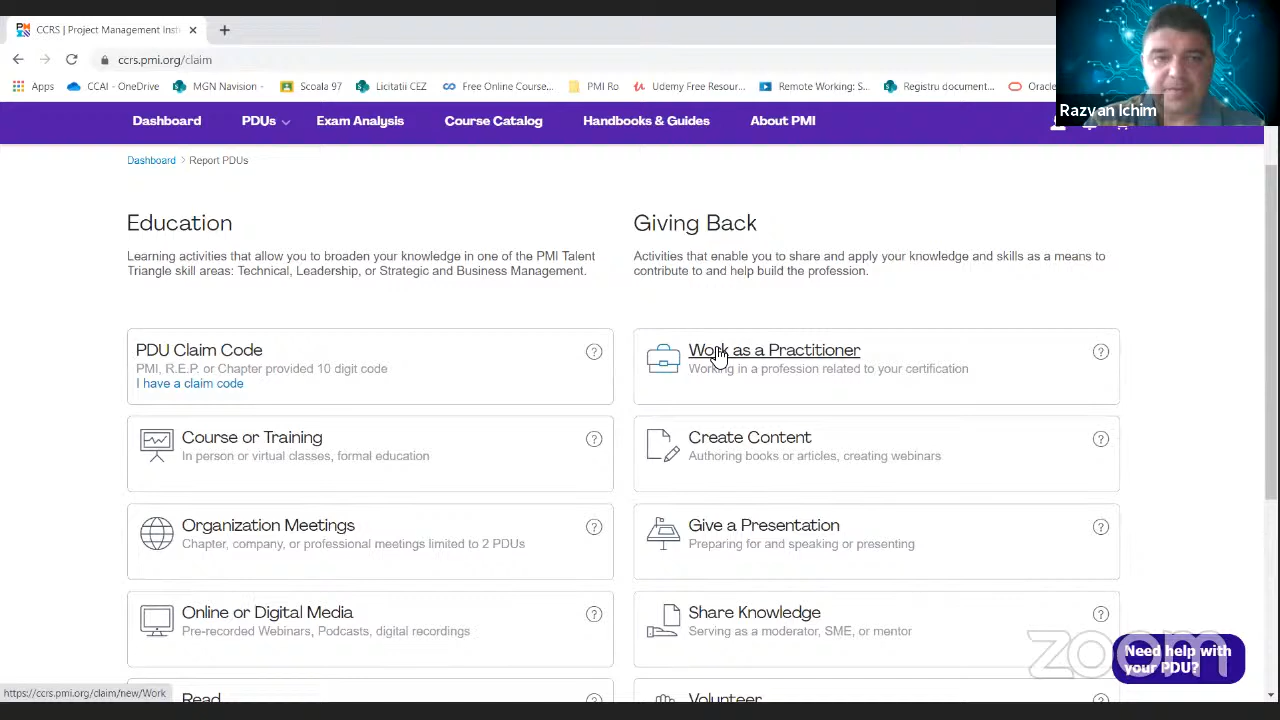 CCRS | Project Management Insti
ccrs.pmi.org/claim
Apps
CCAI - OneDrive
MGN Navision -
Scoala 97
Licitatii CEZ
Free Online Course...
PMI Ro
Udemy Free Resour...
Remote Working: S...
Registru document...
Oracle
Razvan Ichim
Dashboard
PDUs
Exam Analysis
Course Catalog
Handbooks & Guides
About PMI
Dashboard > Report PDUs
Education
Learning activities that allow you to broaden your knowledge in one of the PMI Talent
Triangle skill areas: Technical, Leadership, or Strategic and Business Management.
Giving Back
Activities that enable you to share and apply your knowledge and skills as a means to
contribute to and help build the profession.
PDU Claim Code
PMI, R.E.P. or Chapter provided 10 digit code
I have a claim code
Work as a Practitioner
Working in a profession related to your certification
Course or Training
In person or virtual classes, formal education
Create Content
Authoring books or articles, creating webinars
Organization Meetings
Chapter, company, or professional meetings limited to 2 PDUs
Give a Presentation
Preparing for and speaking or presenting
Online or Digital Media
Pre-recorded Webinars, Podcasts, digital recordings
Share Knowledge
Serving as a moderator, SME, or mentor
zoom
Need help with
your PDU?
https://ccrs.pmi.org/claim/new/Work
Read
Volunteer